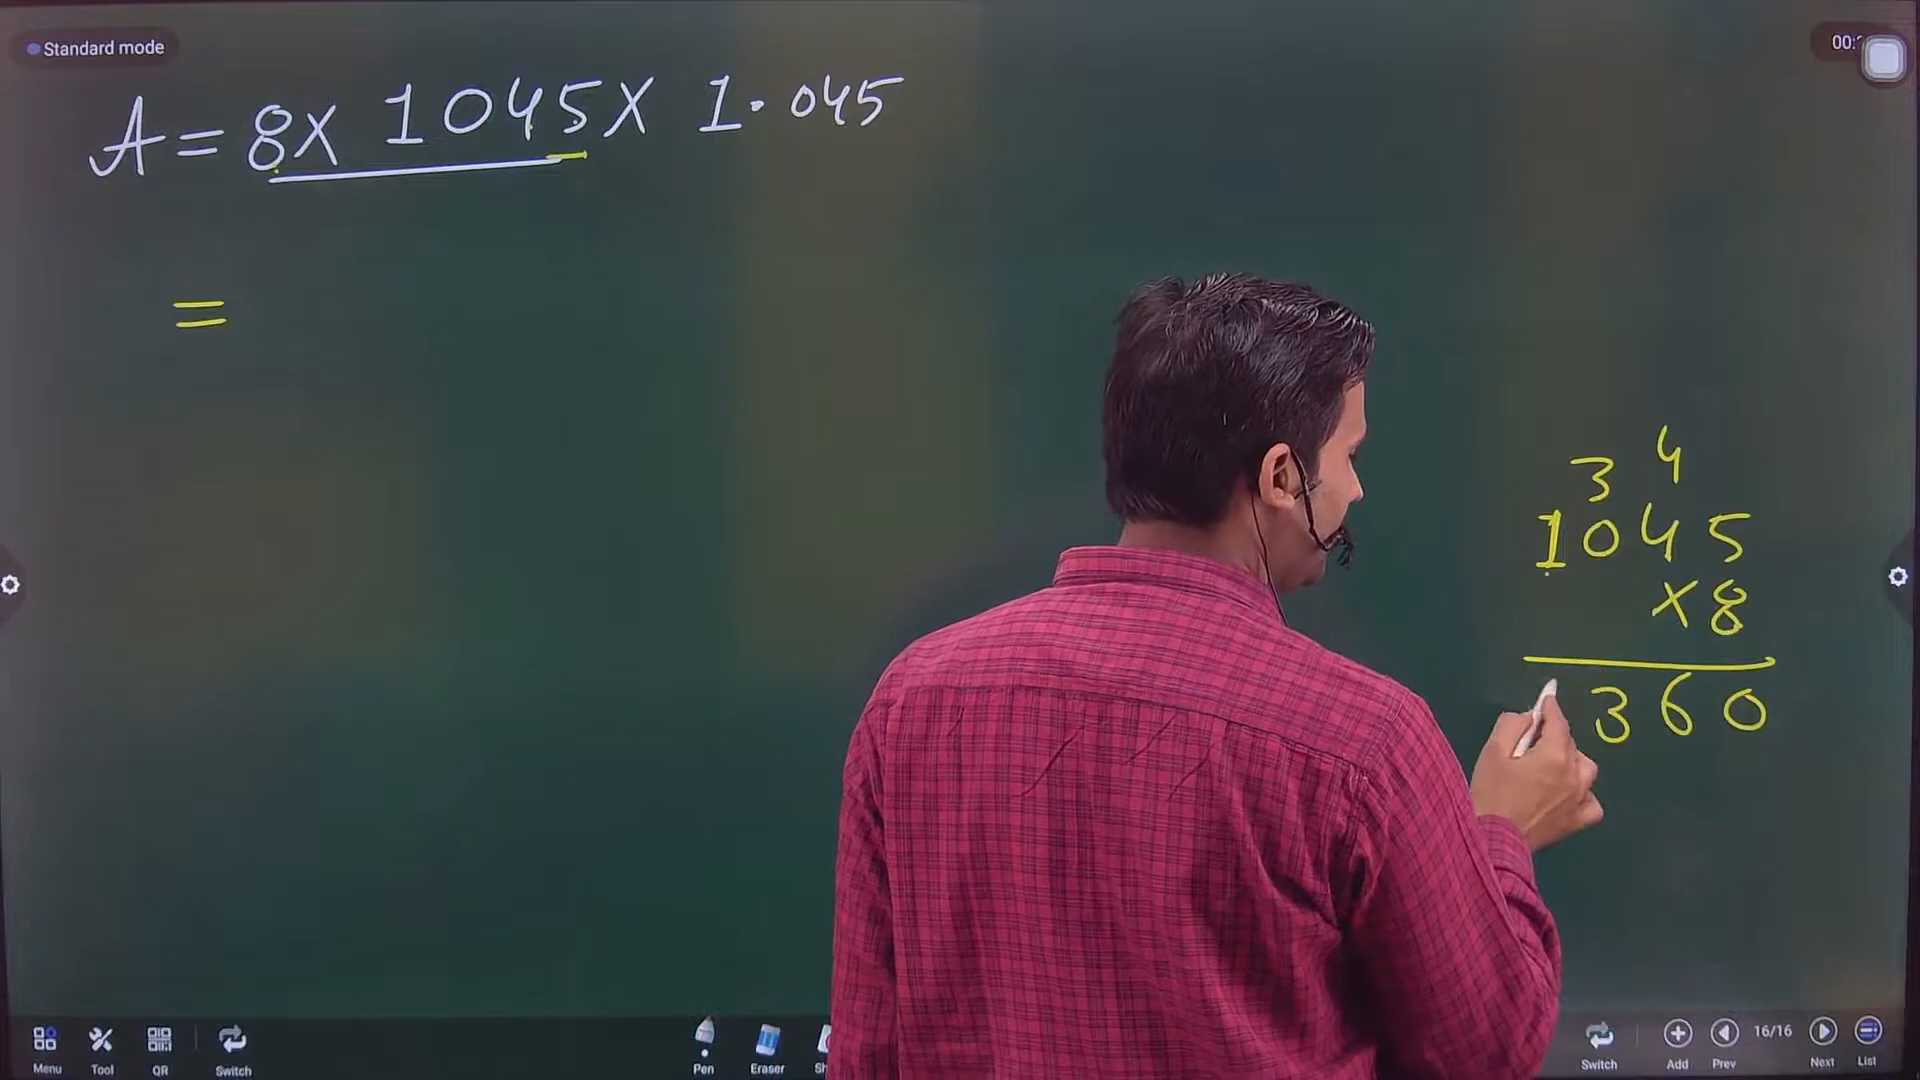 Standard mode
00:
A = 8x 1045x 1.045
=
3 4
1045
x8
360
Menu Tool QR Switch Pen Eraser Switch Add Prev 16/16 Next List